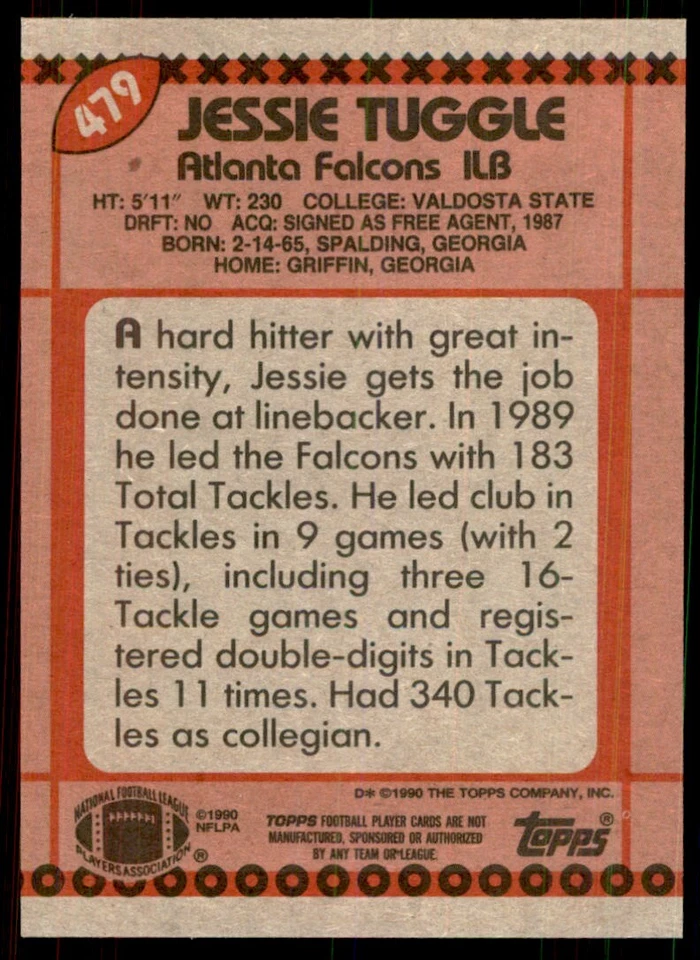 479
JESSIE TUGGLE
Atlanta Falcons ILB
HT: 5'11" WT: 230 COLLEGE: VALDOSTA STATE
DRFT: NO ACQ: SIGNED AS FREE AGENT, 1987
BORN: 2-14-65, SPALDING, GEORGIA
HOME: GRIFFIN, GEORGIA
A hard hitter with great in-
tensity, Jessie gets the job
done at linebacker. In 1989
he led the Falcons with 183
Total Tackles. He led club in
Tackles in 9 games (with 2
ties), including three 16-
Tackle games and regis-
tered double-digits in Tack-
les 11 times. Had 340 Tack-
les as collegian.
D* ©1990 THE TOPPS COMPANY, INC.
NATIONAL FOOTBALL LEAGUE
PLAYERS ASSOCIATION ®
©1990
NFLPA
TOPPS FOOTBALL PLAYER CARDS ARE NOT
MANUFACTURED, SPONSORED OR AUTHORIZED
BY ANY TEAM OR LEAGUE.
topps®